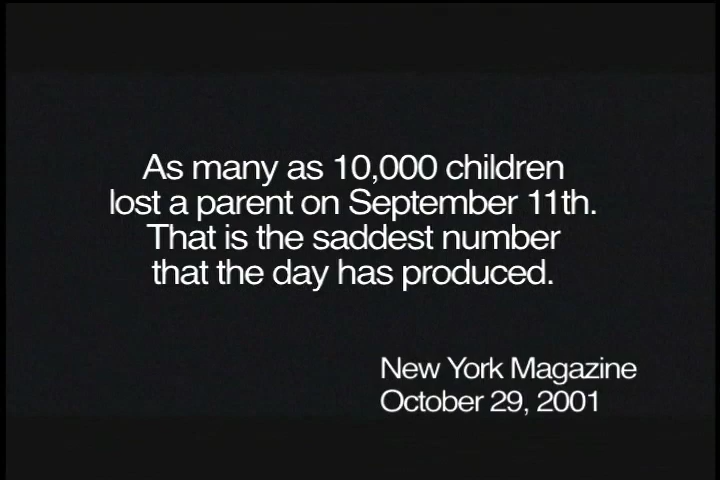 As many as 10,000 children
lost a parent on September 11th.
That is the saddest number
that the day has produced.
New York Magazine
October 29, 2001